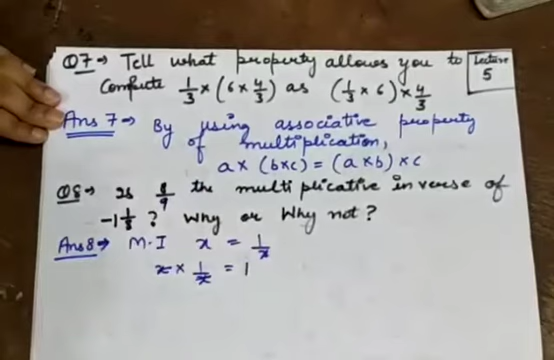 Q7→ Tell what property allows you to
Compute 1/3 × (6 × 4/3) as (1/3 × 6) × 4/3
Lecture
5
Ans 7→ By using associative property
of multiplication,
a × (b×c) = (a×b) × c
Q8→ Is 8/9 the multiplicative inverse of
-1 1/8 ? Why or Why not ?
Ans 8→ M.I x = 1/x
x × 1/x = 1